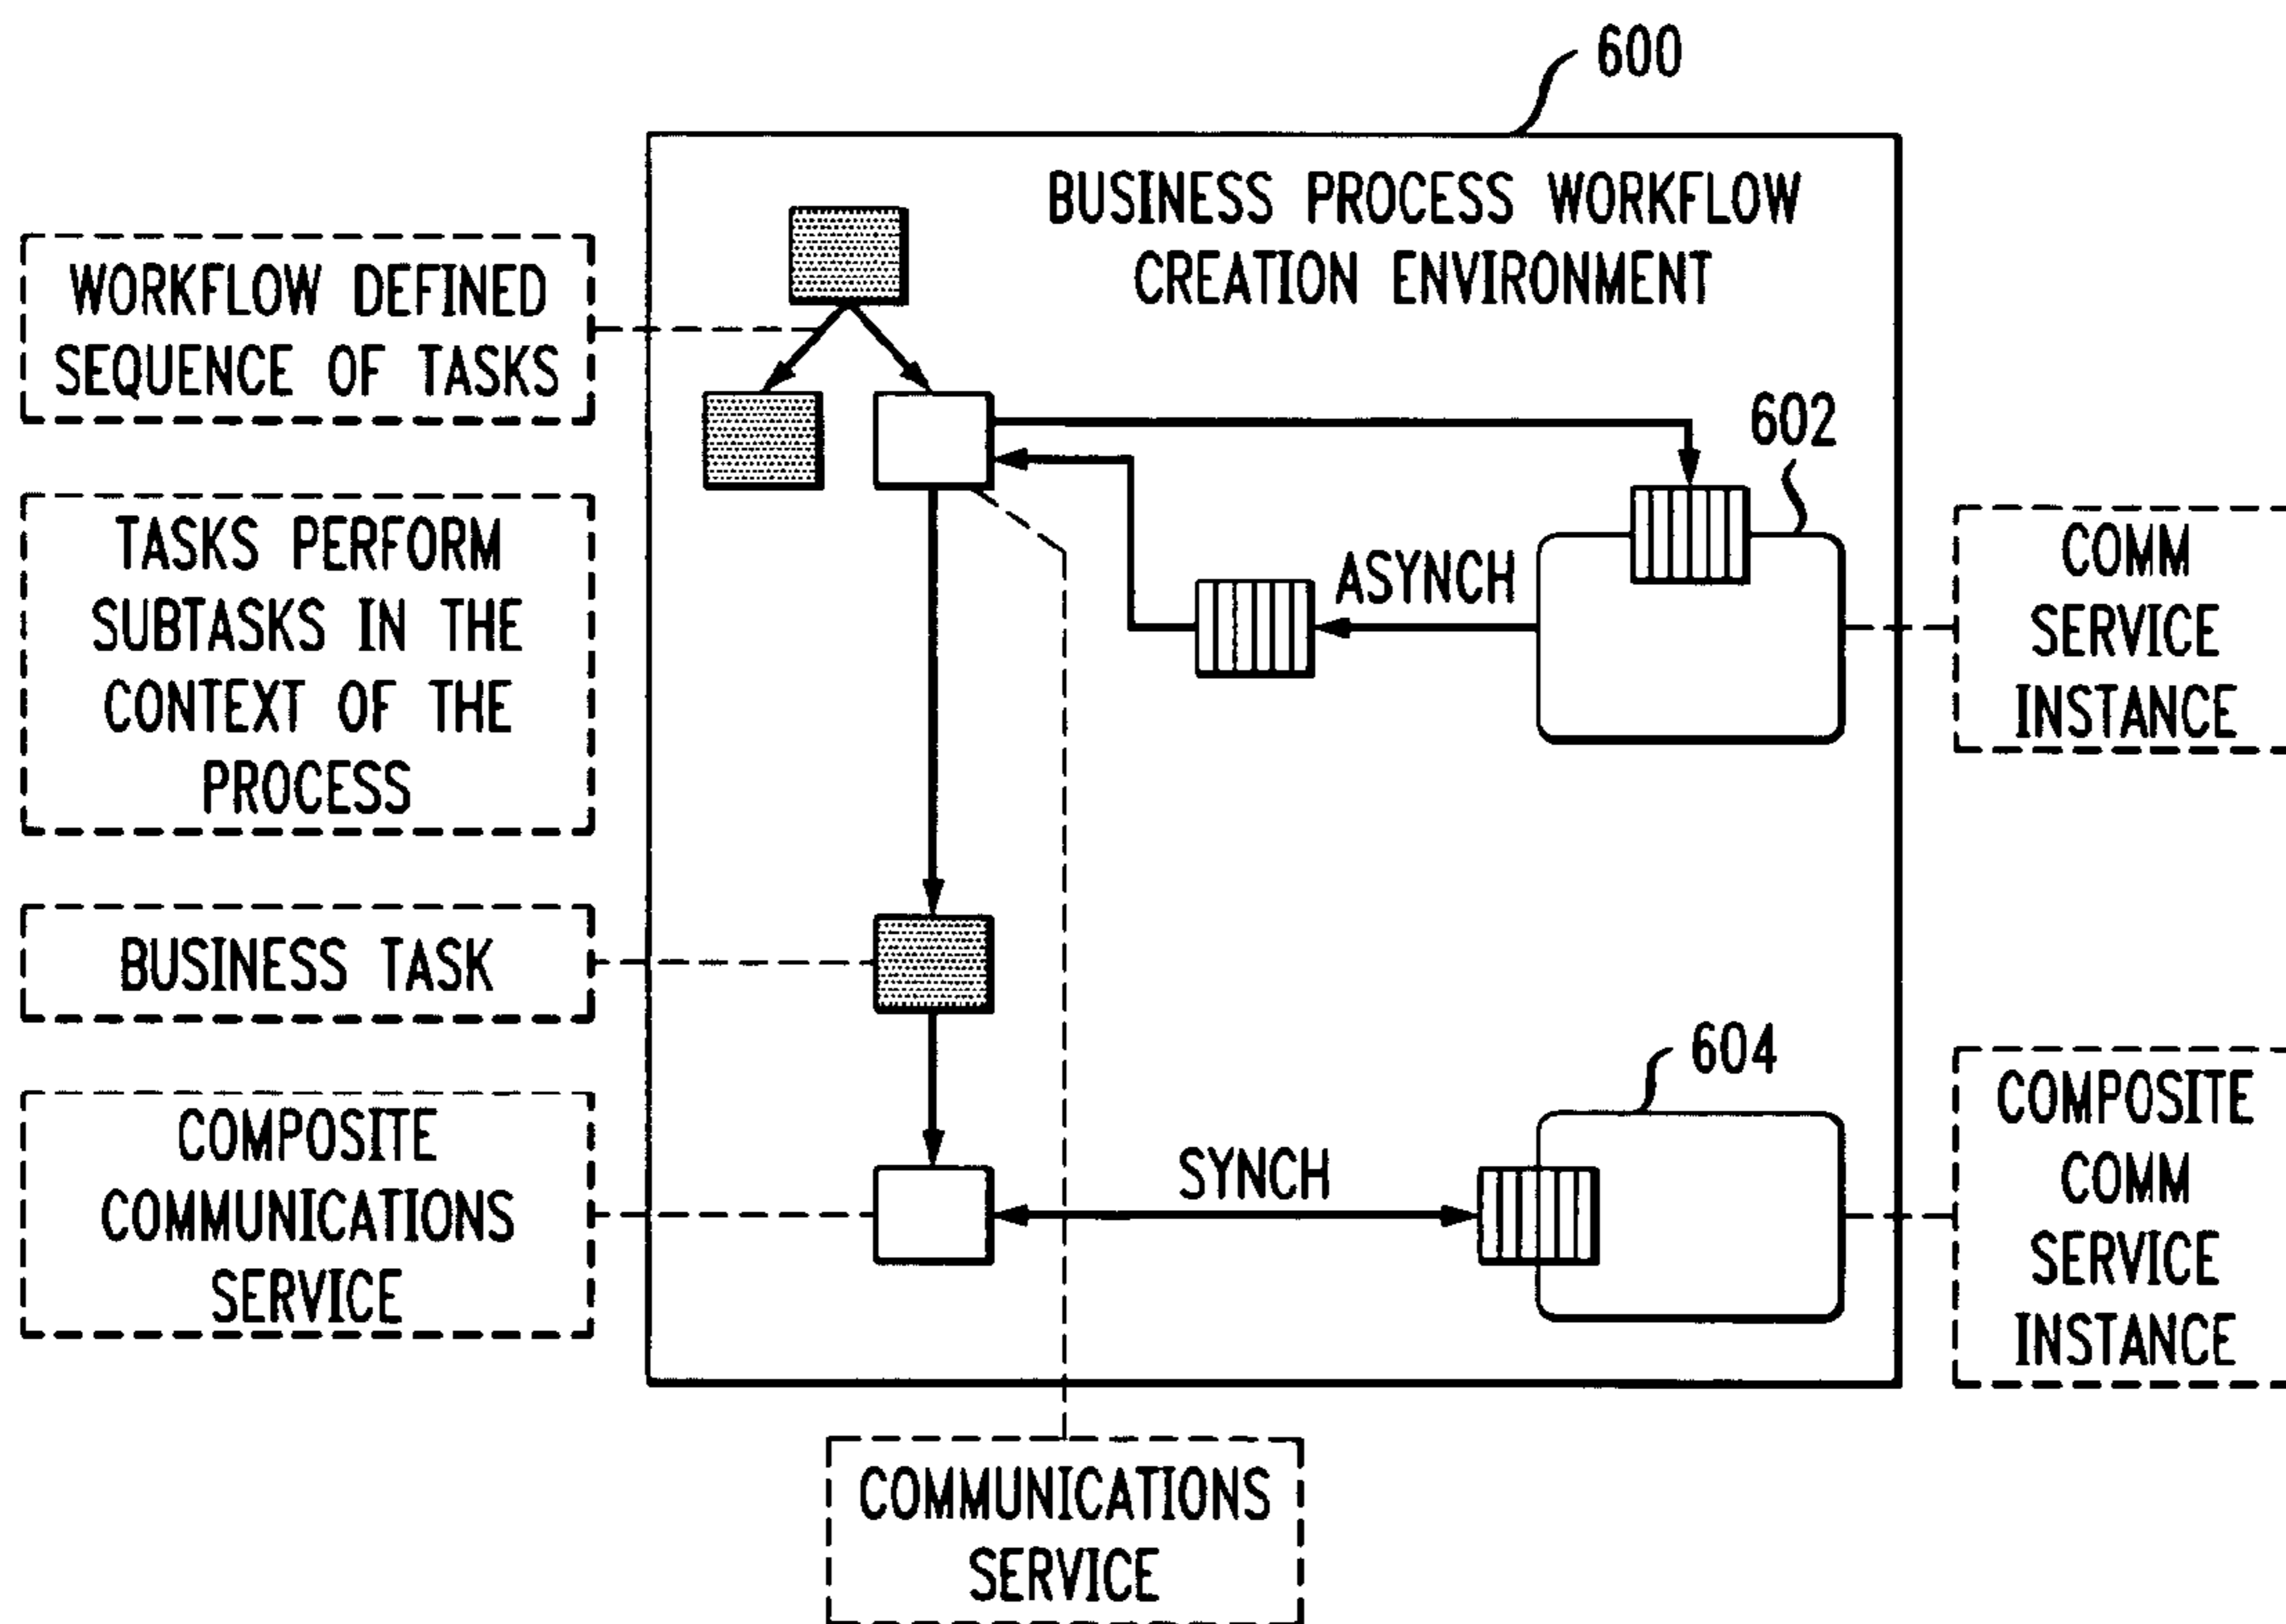 600
BUSINESS PROCESS WORKFLOW
CREATION ENVIRONMENT
WORKFLOW DEFINED
SEQUENCE OF TASKS
602
TASKS PERFORM
SUBTASKS IN THE
CONTEXT OF THE
PROCESS
ASYNCH
COMM
SERVICE
INSTANCE
BUSINESS TASK
604
COMPOSITE
COMMUNICATIONS
SERVICE
SYNCH
COMPOSITE
COMM
SERVICE
INSTANCE
COMMUNICATIONS
SERVICE